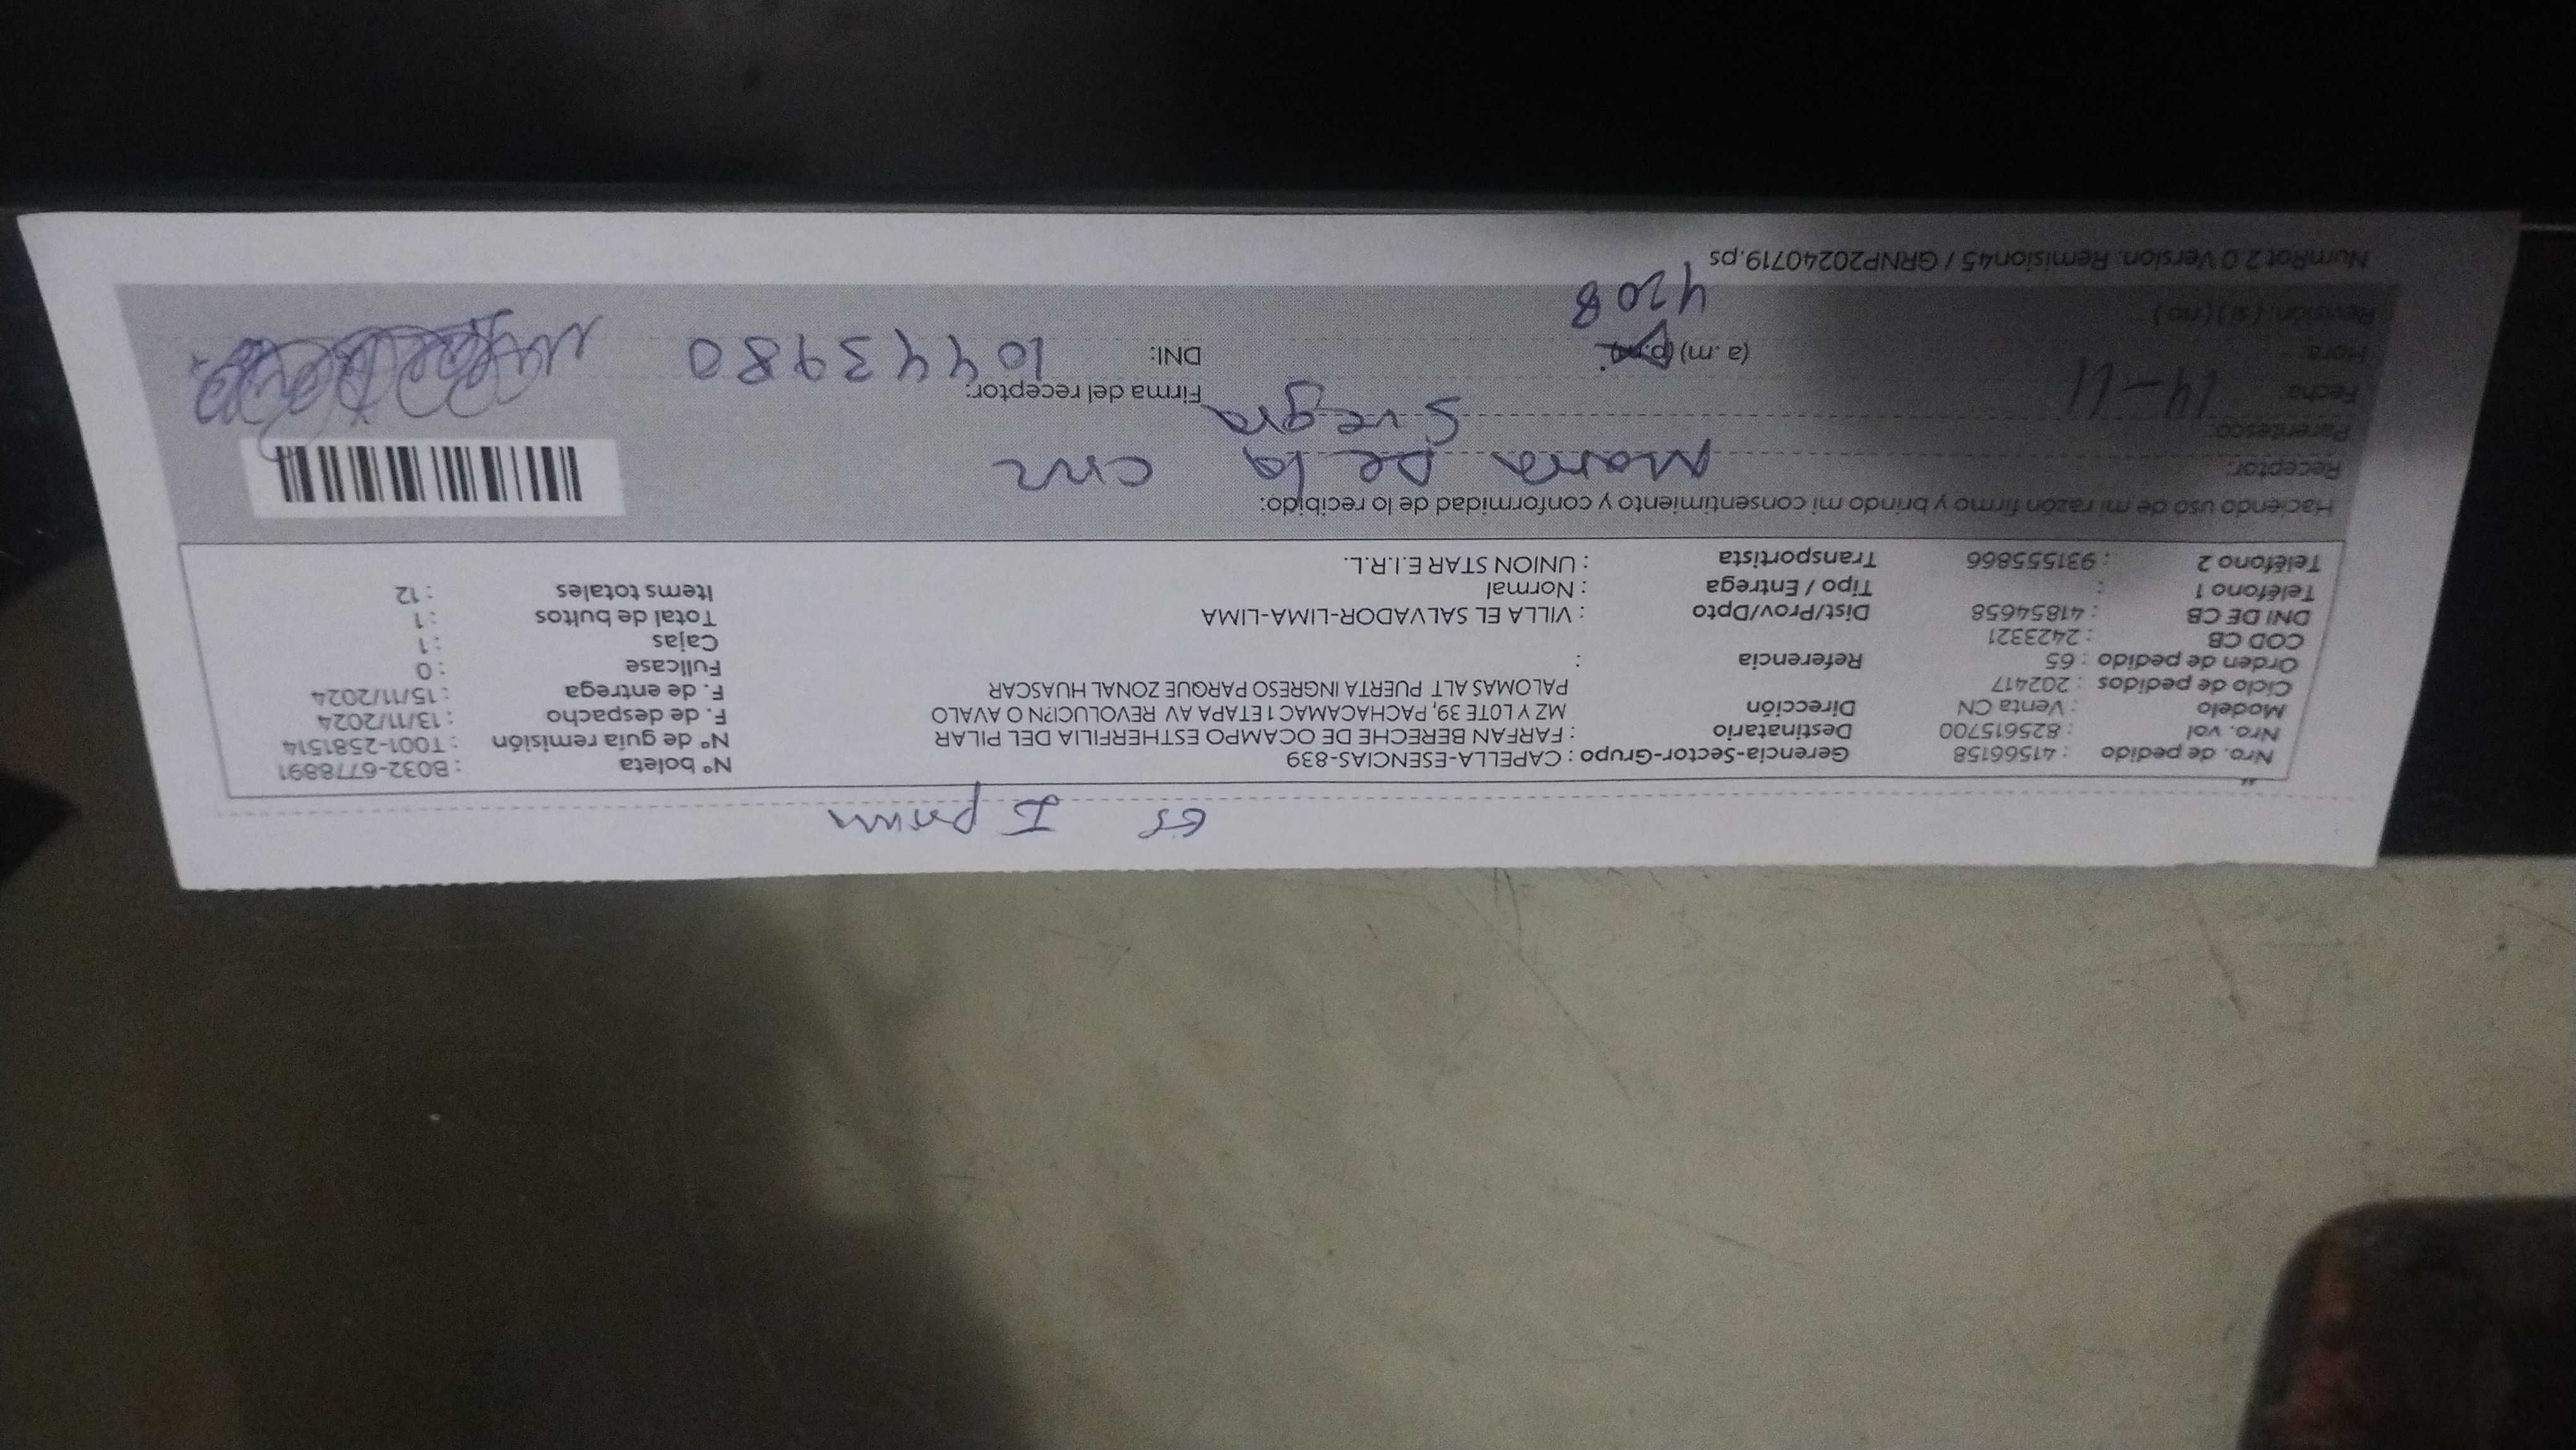 65 I
Nro. de pedido : 41566158 Gerencia-Sector-Grupo : CAPELLA-ESENCIAS-839 N° boleta : B032-6778891
Nro. vol : 825615700 Destinatario : FARFAN BERECHE DE OCAMPO ESTHERFILIA DEL PILAR N° de guia remisión : T001-2581514
Modelo : Venta CN Dirección MZ Y LOTE 39, PACHACAMAC 1 ETAPA AV REVOLUCI?N O AVALO F. de despacho : 13/11/2024
Ciclo de pedidos : 202417 PALOMAS ALT PUERTA INGRESO PARQUE ZONAL HUASCAR F. de entrega : 15/11/2024
Orden de pedido : 65 Referencia : Fullcase : 0
COD CB : 2423321 Cajas : 1
DNI DE CB : 41854658 Dist/Prov/Dpto : VILLA EL SALVADOR-LIMA-LIMA Total de bultos : 1
Teléfono 1 : Tipo / Entrega : Normal Items totales : 12
Teléfono 2 : 931555866 Transportista : UNION STAR E.I.R.L.
Haciendo uso de mi razón firmo y brindo mi consentimiento y conformidad de lo recibido:
Receptor: Maria De la Cruz
Parentesco: Suegra
Fecha: 14-11 Firma del receptor:
Hora: (a.m) (p.m) DNI: 10443980
Revisión: (si) (no) 4208
NumRot 2.0 Version. Remision45 / GRNP20240719.ps